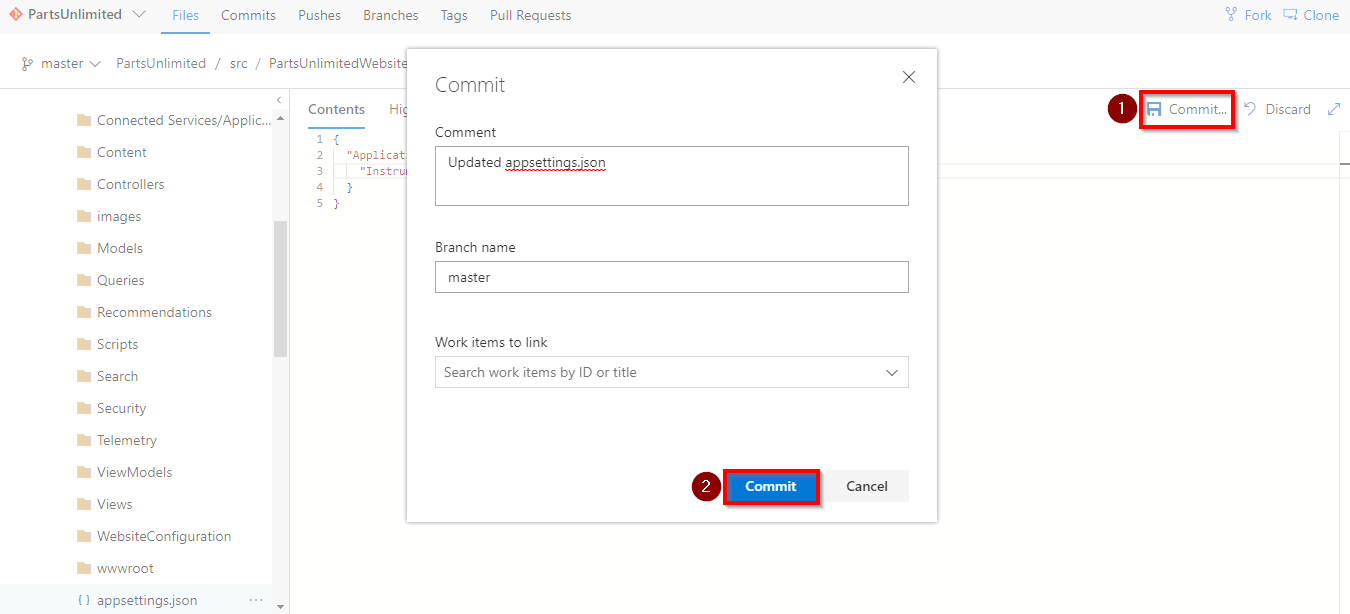 PartsUnlimited Files Commits Pushes Branches Tags Pull Requests Fork Clone
master PartsUnlimited / src / PartsUnlimitedWebsite
Connected Services/Applic...
Content
Controllers
images
Models
Queries
Recommendations
Scripts
Search
Security
Telemetry
ViewModels
Views
WebsiteConfiguration
wwwroot
{ } appsettings.json ...
Contents
1 {
2 "Applicati
3 "Instrun
4 }
5 }
1 Commit... Discard
Commit
Comment
Updated appsettings.json
Branch name
master
Work items to link
Search work items by ID or title
2 Commit Cancel